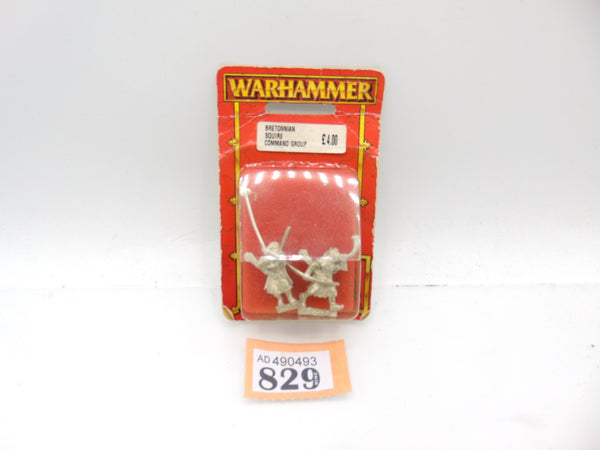 WARHAMMER
BRETONNIAN
SQUIRE
COMMAND GROUP
£4.00
AD 490493
829